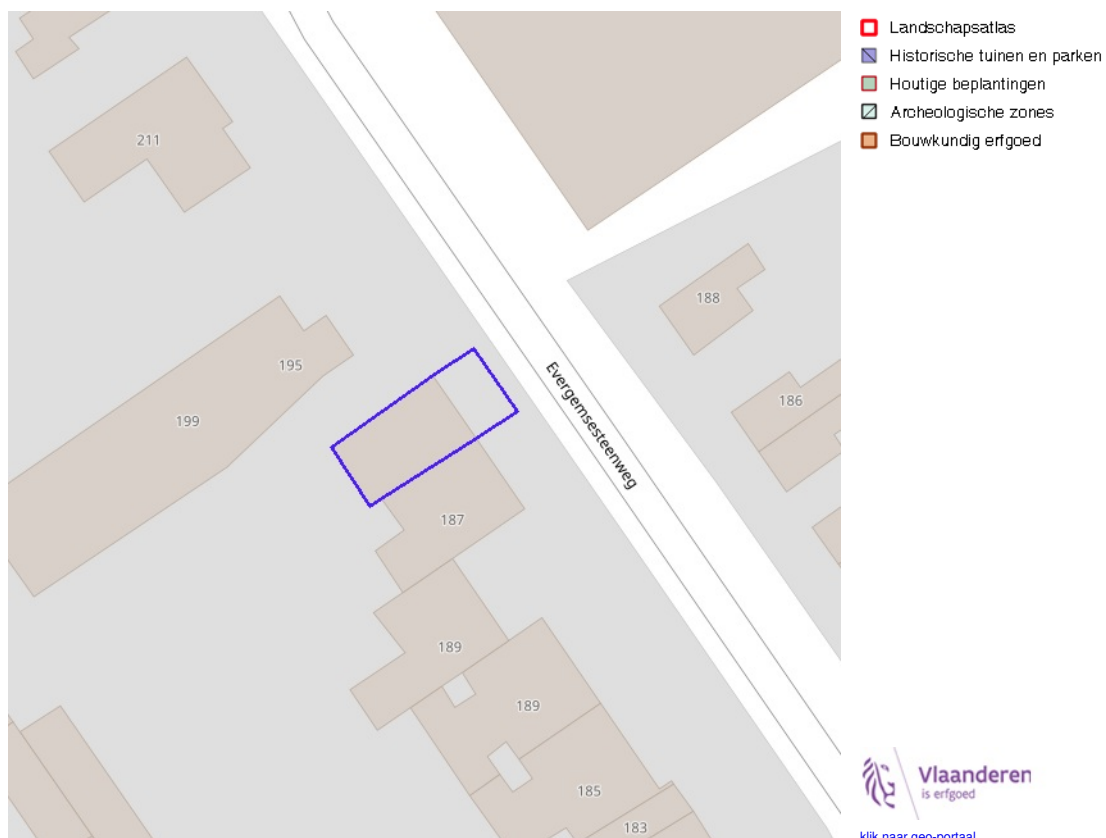 Landschapsatlas
Historische tuinen en parken
Houtige beplantingen
Archeologische zones
Bouwkundig erfgoed
211
188
195
186
199
Evergemsesteenweg
187
189
189
185
183
Vlaanderen
is erfgoed
klik naar geo-portaal